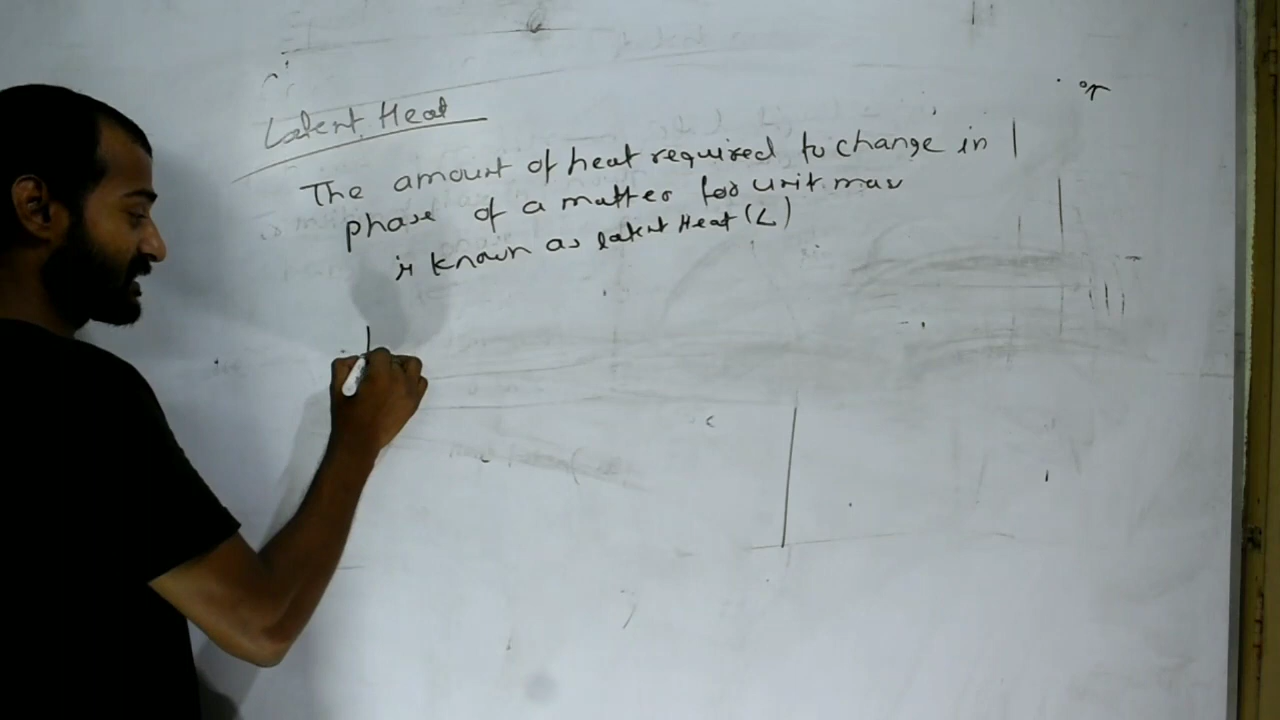 Latent Heat
The amount of heat required to change in
phase of a matter for unit mass
is known as latent Heat (L)
or